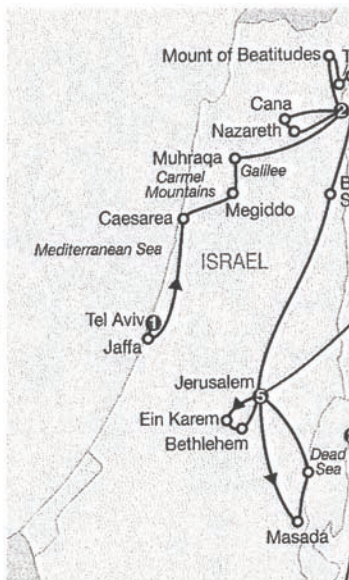 Mount of Beatitudes
T
Cana
2
Nazareth
Muhraqa
Galilee
Carmel
Mountains
Megiddo
B
S
Caesarea
Mediterranean Sea
ISRAEL
Tel Aviv 1
Jaffa
Jerusalem
5
Ein Karem
Bethlehem
Dead
Sea
Masada